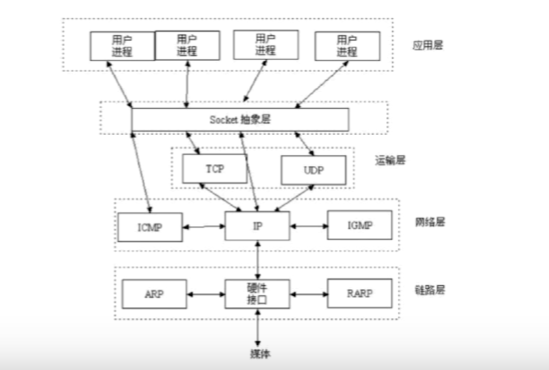 用户 用户 用户 用户
进程 进程 进程 进程
应用层
Socket 抽象层
TCP
UDP
运输层
ICMP
IP
IGMP
网络层
ARP
硬件
接口
RARP
链路层
媒体